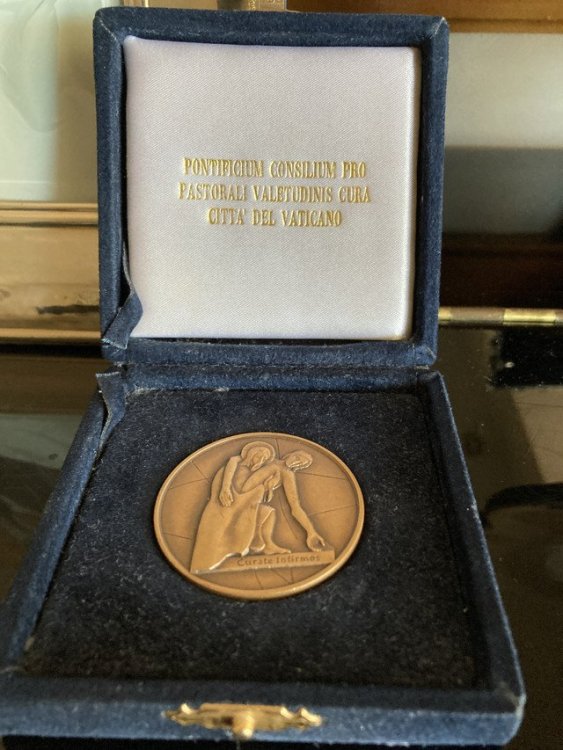 PONTIFICIUM CONSILIUM PRO
PASTORALI VALETUDINIS CURA
CITTA' DEL VATICANO
Curate Infirmos